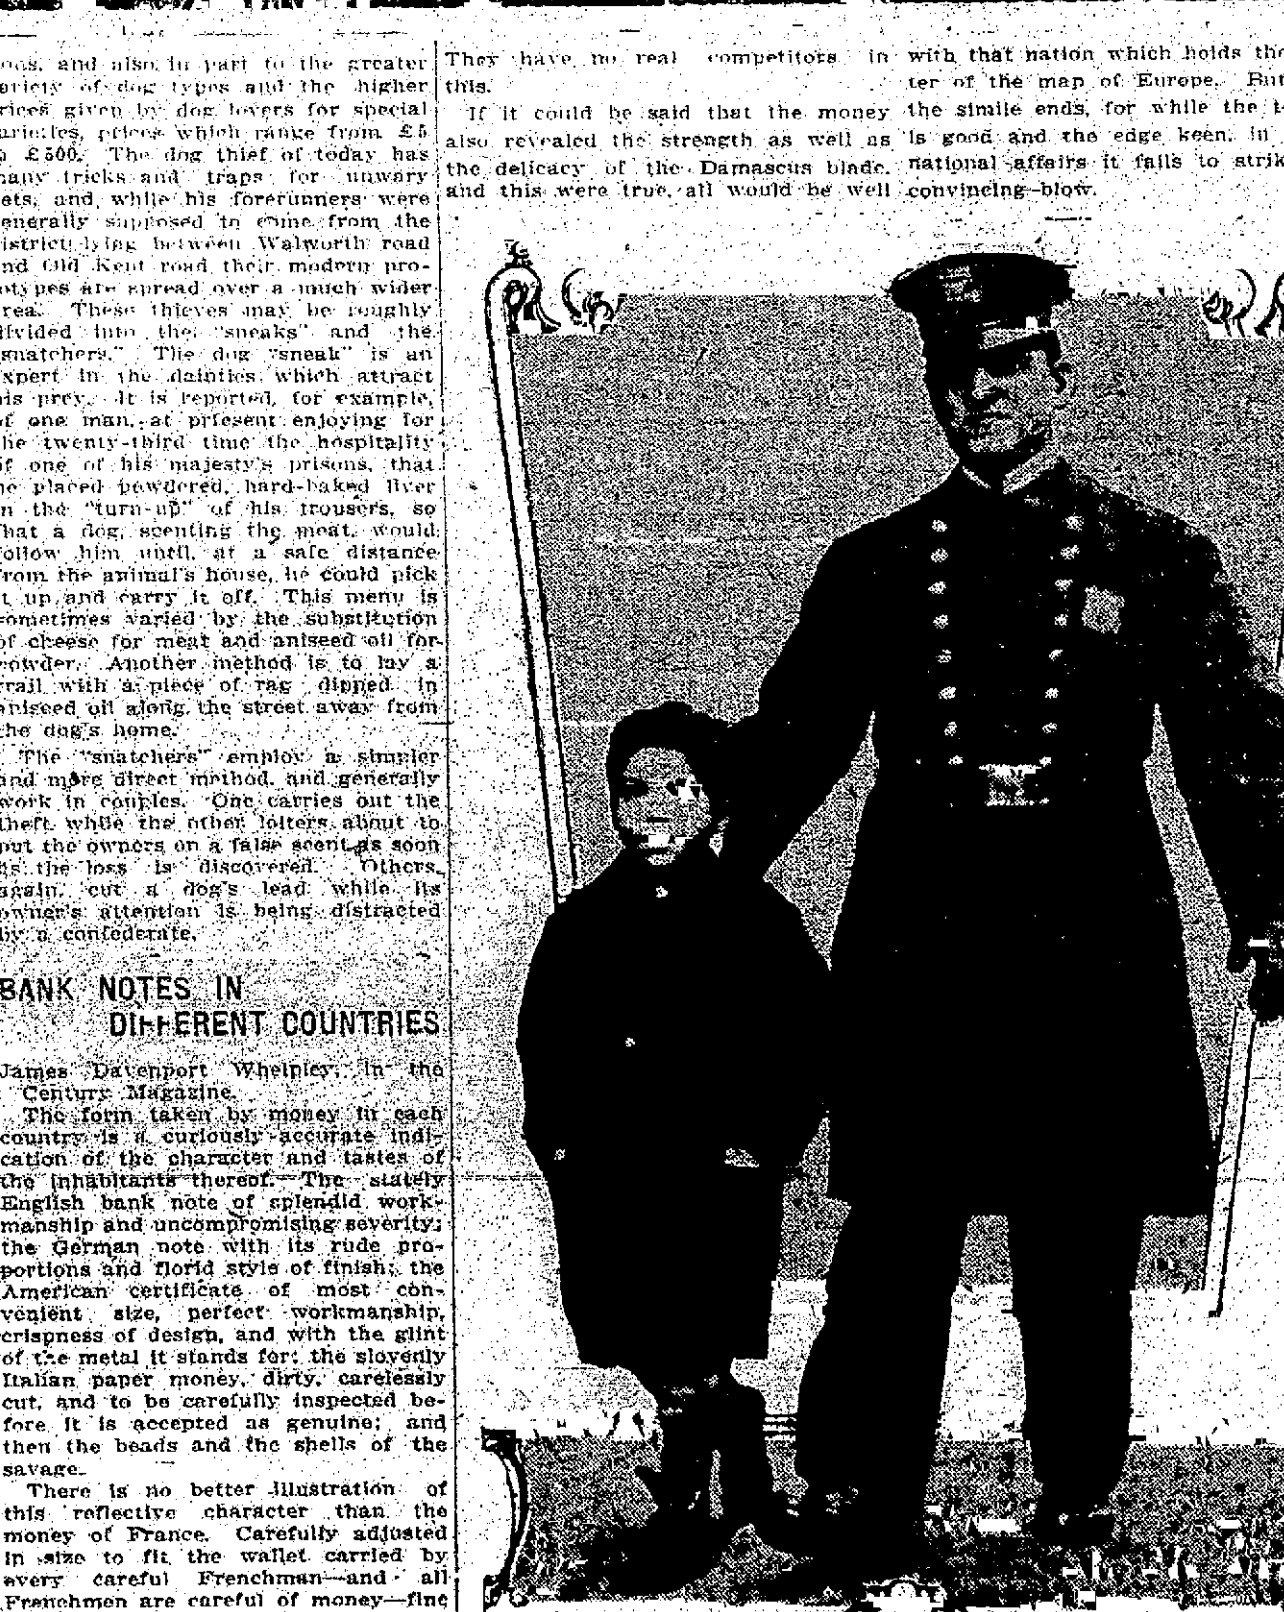 and also in part to the greater
of dog types and the higher
given by dog lovers for special
prices which range from £5
£500. The dog thief of today has
tricks and traps for unwary
and, while his forerunners were
supposed to come from the
lying between Walworth road
Old Kent road their modern pro-
are spread over a much wider
These thieves may be roughly
into the "sneaks" and the
snatchers." The dog "sneak" is an
in the dainties which attract
prey. It is reported, for example,
of one man, at priesent enjoying for
the twenty-third time the hospitality
of one of his majesty's prisons, that
he placed powdered, hard-baked liver
in the "turn-up" of his trousers, so
that a dog, scenting the meat, would
follow him until, at a safe distance
from the animal's house, he could pick
it up and carry it off. This menu is
sometimes varied by the substitution
of cheese for meat and aniseed oil for
powder. Another method is to lay a
trail with a piece of rag dipped in
aniseed oil along the street away from
the dog's home.
The "snatchers" employ a simpler
and more direct method, and generally
work in couples. One carries out the
theft while the other loiters about to
put the owners on a false scent as soon
as the loss is discovered. Others,
again, cut a dog's lead while its
owner's attention is being distracted
by a confederate.
BANK NOTES IN
DIFFERENT COUNTRIES
James Davenport Whelpley, in the
Century Magazine.
The form taken by money in each
country is a curiously accurate indi-
cation of the character and tastes of
the inhabitants thereof. The stately
English bank note of splendid work-
manship and uncompromising severity;
the German note with its rude pro-
portions and florid style of finish; the
American certificate of most con-
venient size, perfect workmanship,
crispness of design, and with the glint
of the metal it stands for; the slovenly
Italian paper money, dirty, carelessly
cut, and to be carefully inspected be-
fore it is accepted as genuine; and
then the beads and the shells of the
savage.
There is no better illustration of
this reflective character than the
money of France. Carefully adjusted
in size to fit the wallet carried by
every careful Frenchman—and all
Frenchmen are careful of money—fine
They have no real competitors in
this.
If it could be said that the money
also revealed the strength as well as
the delicacy of the Damascus blade,
and this were true, all would be well
with that nation which holds the
ter of the map of Europe. But
the simile ends, for while the
is good and the edge keen, in
national affairs it fails to strik
convincing blow.